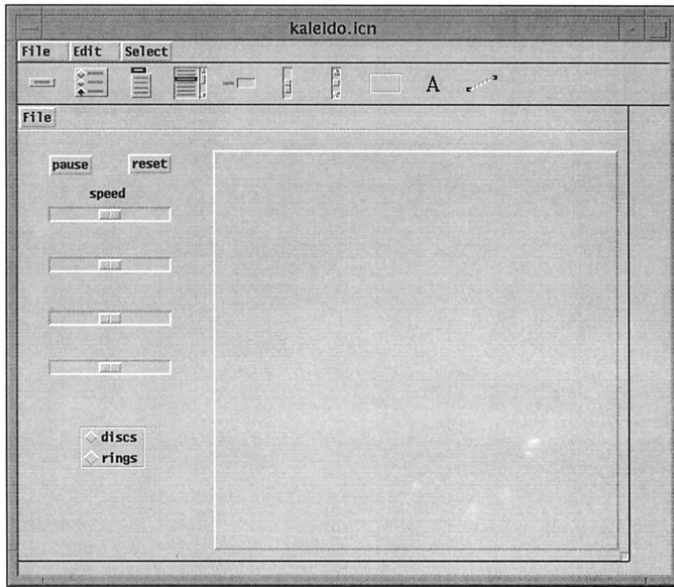 kaleido.icn
File Edit Select
A
File
pause reset
speed
discs
rings